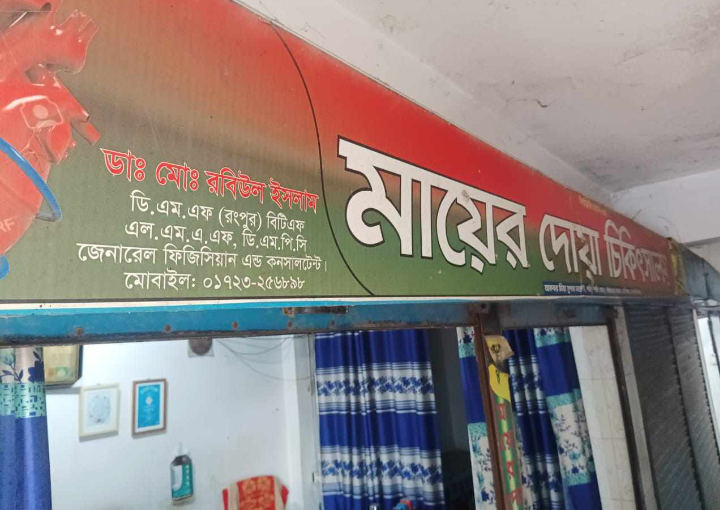 ডাঃ মোঃ রবিউল ইসলাম
ডি.এম.এফ (রংপুর) বিটিএফ
এল.এম.এ.এফ, ডি.এম.পি.সি
জেনারেল ফিজিসিয়ান এন্ড কনসালটেন্ট।
মোবাইল: ০১৭২৩-২৫৬৮৯৮
মায়ের দোয়া চিকিৎসালয়